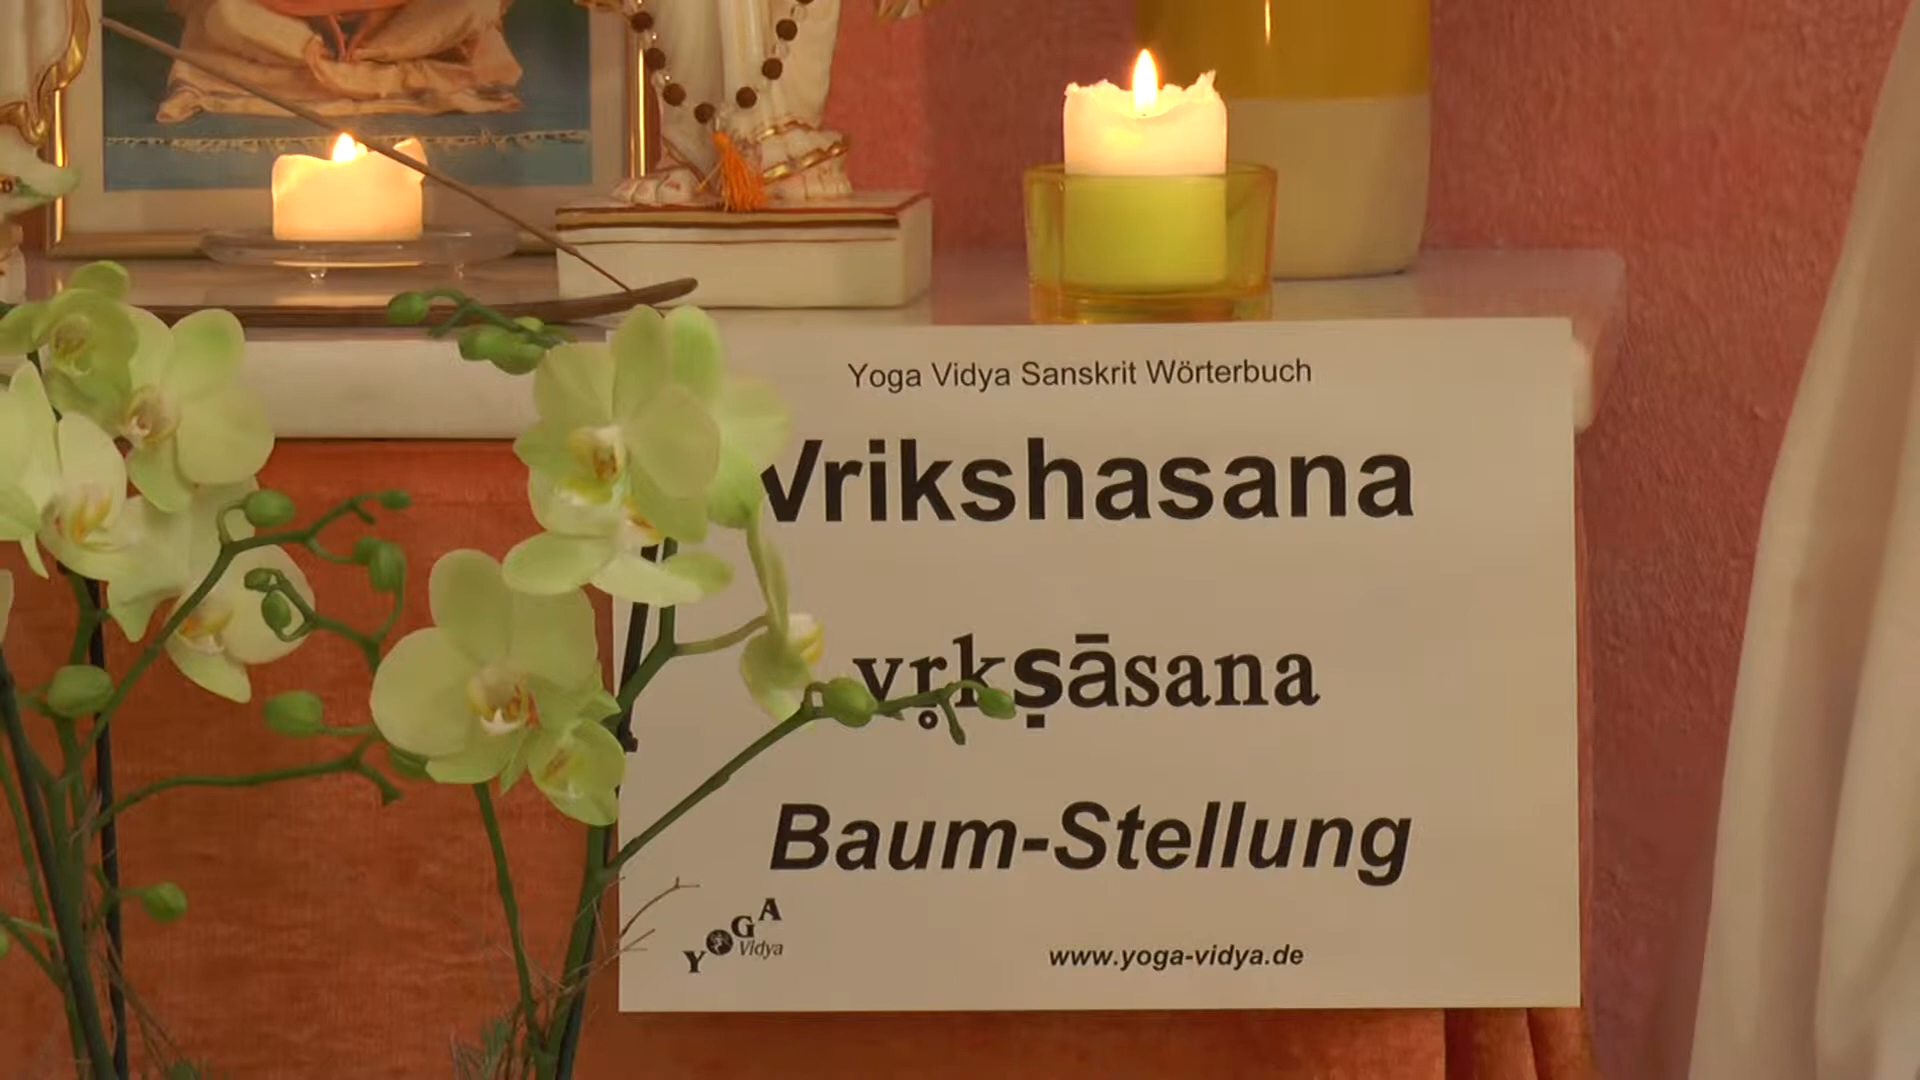 Yoga Vidya Sanskrit Wörterbuch
Vrikshasana
vṛkṣāsana
Baum-Stellung
YOGA
Vidya
www.yoga-vidya.de